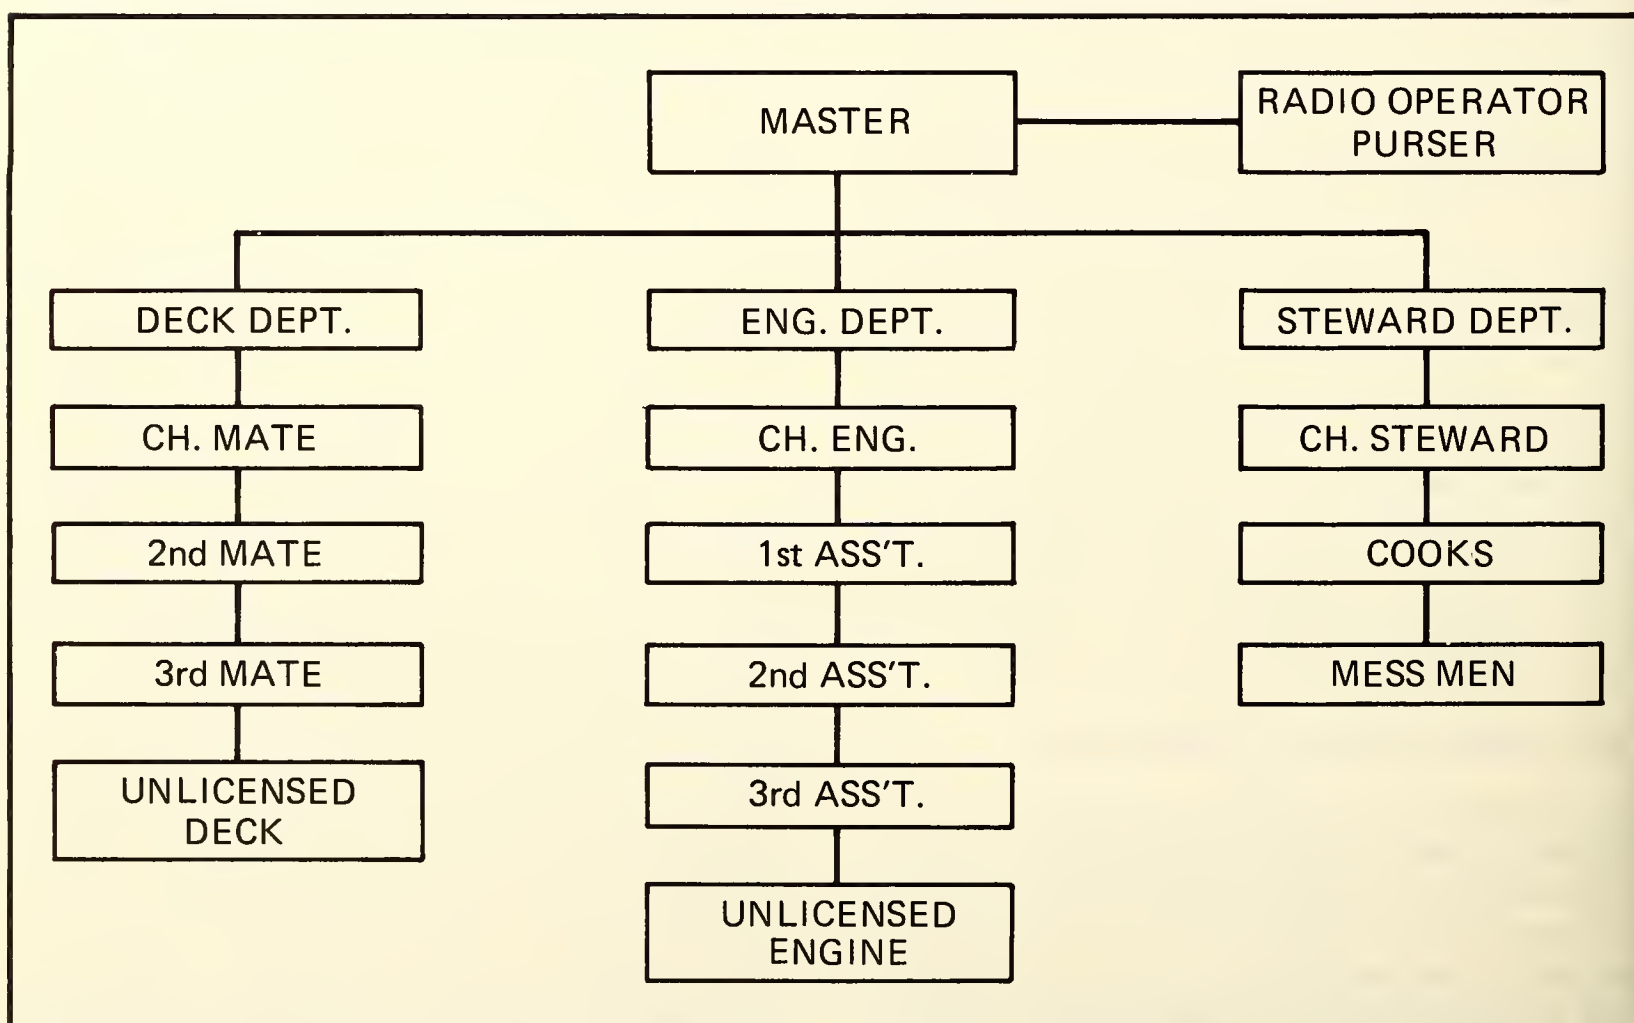 MASTER
RADIO OPERATOR
PURSER
DECK DEPT.
CH. MATE
2nd MATE
3rd MATE
UNLICENSED
DECK
ENG. DEPT.
CH. ENG.
1st ASS'T.
2nd ASS'T.
3rd ASS'T.
UNLICENSED
ENGINE
STEWARD DEPT.
CH. STEWARD
COOKS
MESS MEN